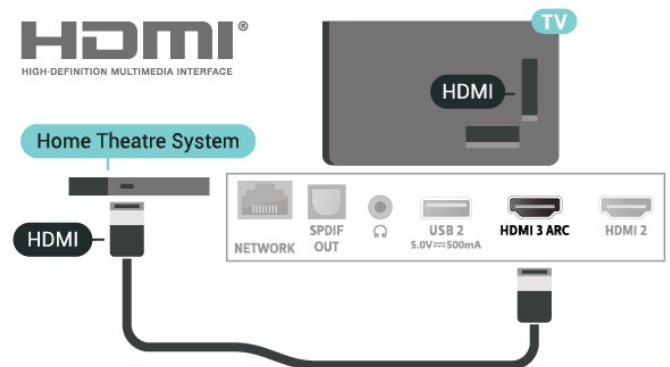 HDMI®
HIGH-DEFINITION MULTIMEDIA INTERFACE
TV
HDMI
Home Theatre System
HDMI
NETWORK
SPDIF
OUT
USB 2
5.0V⎓500mA
HDMI 3 ARC
HDMI 2